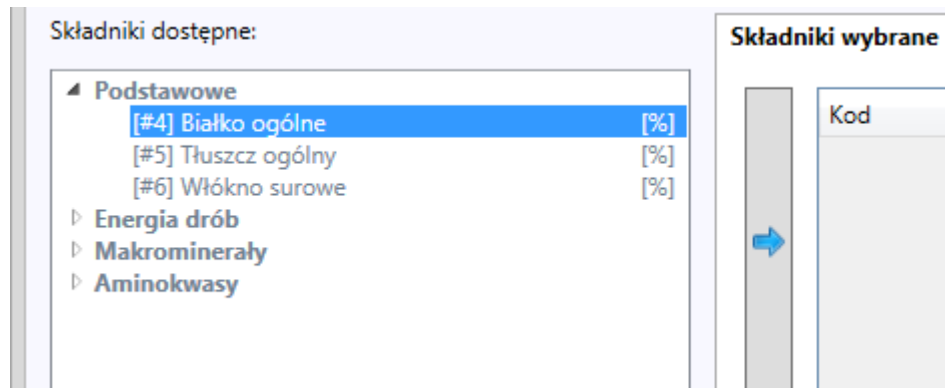 Składniki dostępne:
Składniki wybrane
Podstawowe
Kod
[#4] Białko ogólne [%]
[#5] Tłuszcz ogólny [%]
[#6] Włókno surowe [%]
Energia drób
Makrominerały
Aminokwasy